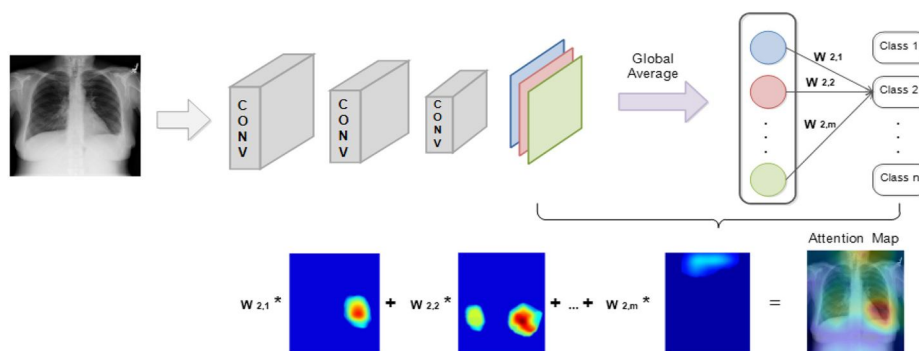 Global
Average
CONV
CONV
CONV
W 2,1
W 2,2
W 2,m
Class 1
Class 2
Class n
Attention Map
W 2,1 *
+
W 2,2 *
+ ... +
W 2,m *
=